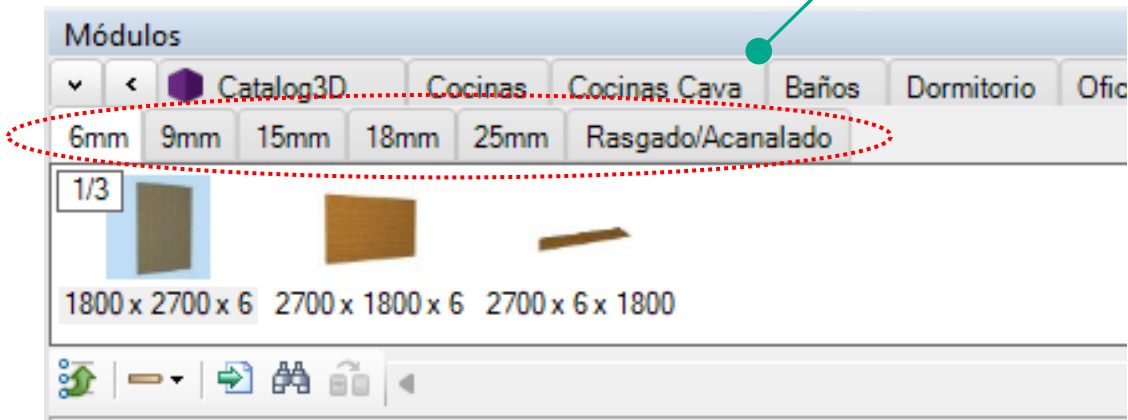 Módulos
Catalog3D Cocinas Cocinas Cava Baños Dormitorio Ofic
6mm 9mm 15mm 18mm 25mm Rasgado/Acanalado
1/3
1800 x 2700 x 6 2700 x 1800 x 6 2700 x 6 x 1800